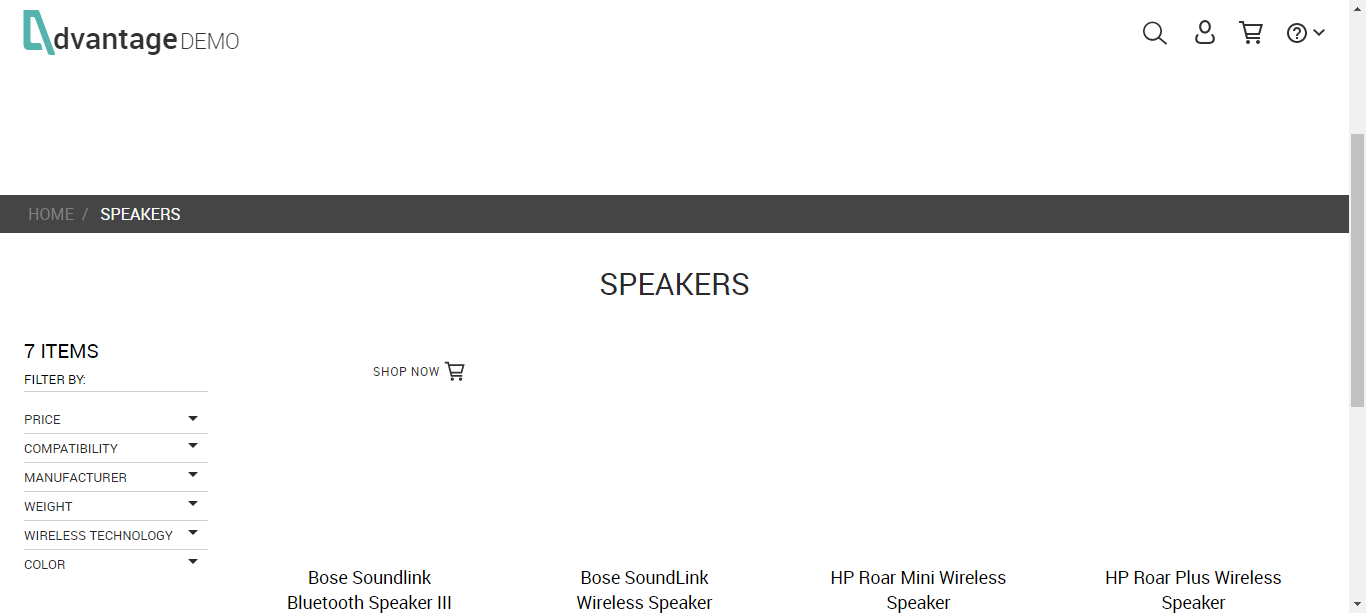 dvantage DEMO
HOME / SPEAKERS
SPEAKERS
7 ITEMS
FILTER BY:
SHOP NOW
PRICE
COMPATIBILITY
MANUFACTURER
WEIGHT
WIRELESS TECHNOLOGY
COLOR
Bose Soundlink
Bluetooth Speaker III
Bose SoundLink
Wireless Speaker
HP Roar Mini Wireless
Speaker
HP Roar Plus Wireless
Speaker